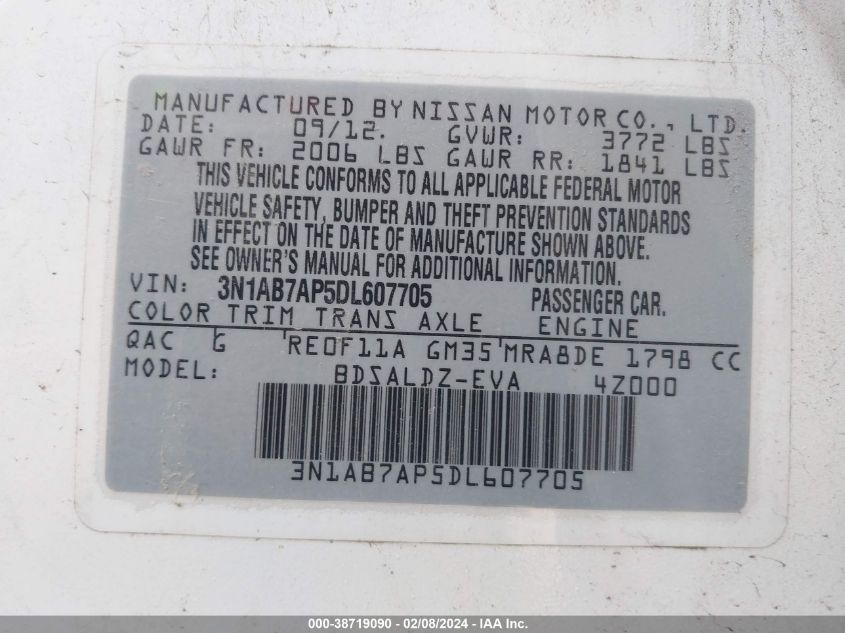 MANUFACTURED BY NISSAN MOTOR CO., LTD.
DATE: 09/12. GVWR: 3772 LBS
GAWR FR: 2006 LBS GAWR RR: 1841 LBS
THIS VEHICLE CONFORMS TO ALL APPLICABLE FEDERAL MOTOR
VEHICLE SAFETY, BUMPER AND THEFT PREVENTION STANDARDS
IN EFFECT ON THE DATE OF MANUFACTURE SHOWN ABOVE.
SEE OWNER'S MANUAL FOR ADDITIONAL INFORMATION.
VIN: 3N1AB7AP5DL607705 PASSENGER CAR.
COLOR TRIM TRANS AXLE ENGINE
QAC G RE0F11A GM35 MRA8DE 1798 CC
MODEL: BDSALDZ-EVA 4Z000
3N1AB7AP5DL607705
000-38719090 - 02/08/2024 - IAA Inc.